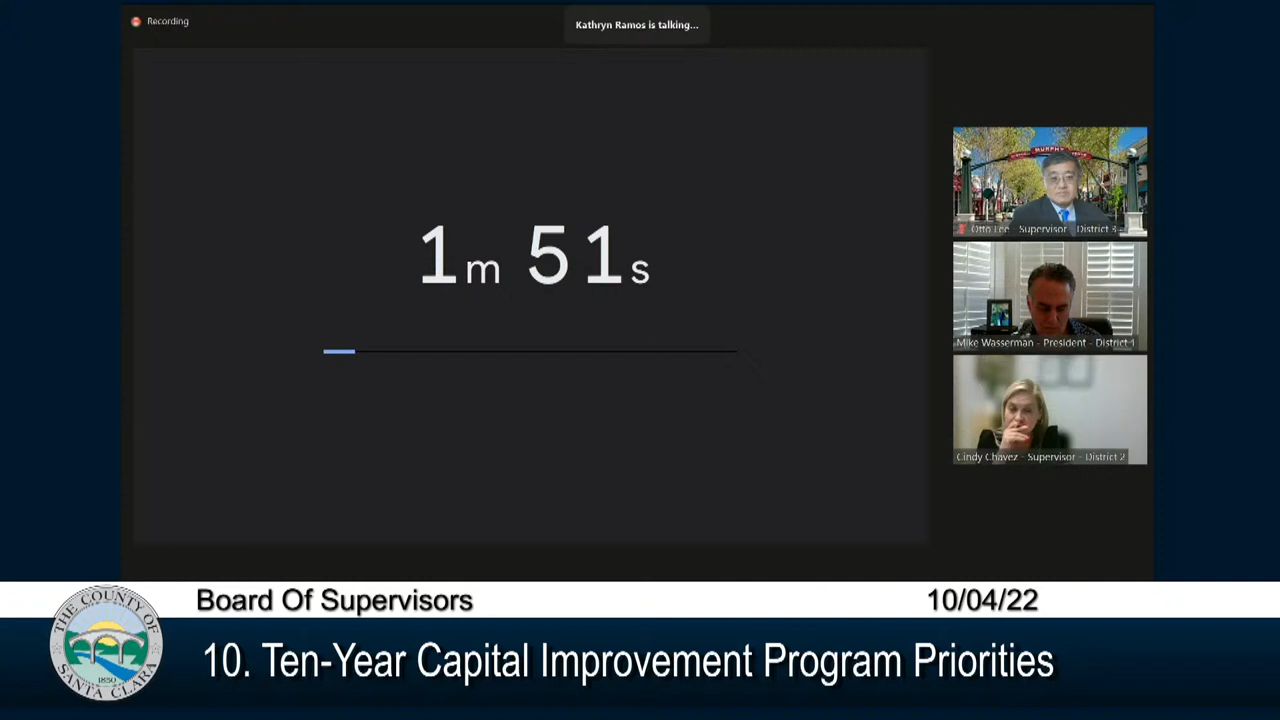 Recording
Kathryn Ramos is talking...
1m 51s
MURPHY
Otto Lee - Supervisor - District 3
Mike Wasserman - President - District 1
Cindy Chavez - Supervisor - District 2
Board Of Supervisors
10/04/22
THE COUNTY OF
SANTA CLARA
1850
10. Ten-Year Capital Improvement Program Priorities